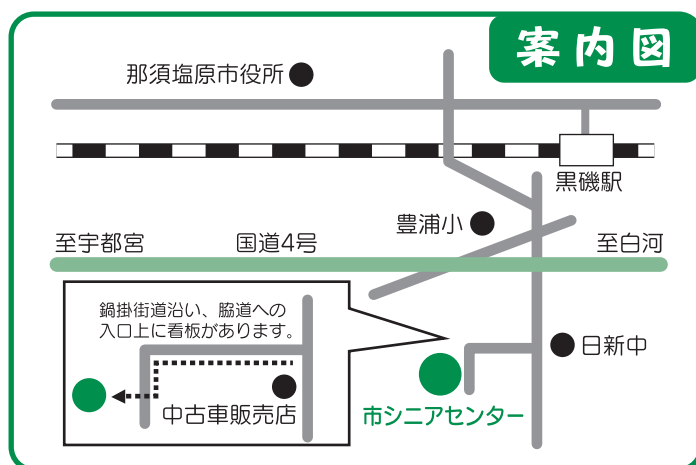 案内図
那須塩原市役所
黒磯駅
豊浦小
至宇都宮
国道4号
至白河
鍋掛街道沿い、脇道への
入口上に看板があります。
日新中
中古車販売店
市シニアセンター